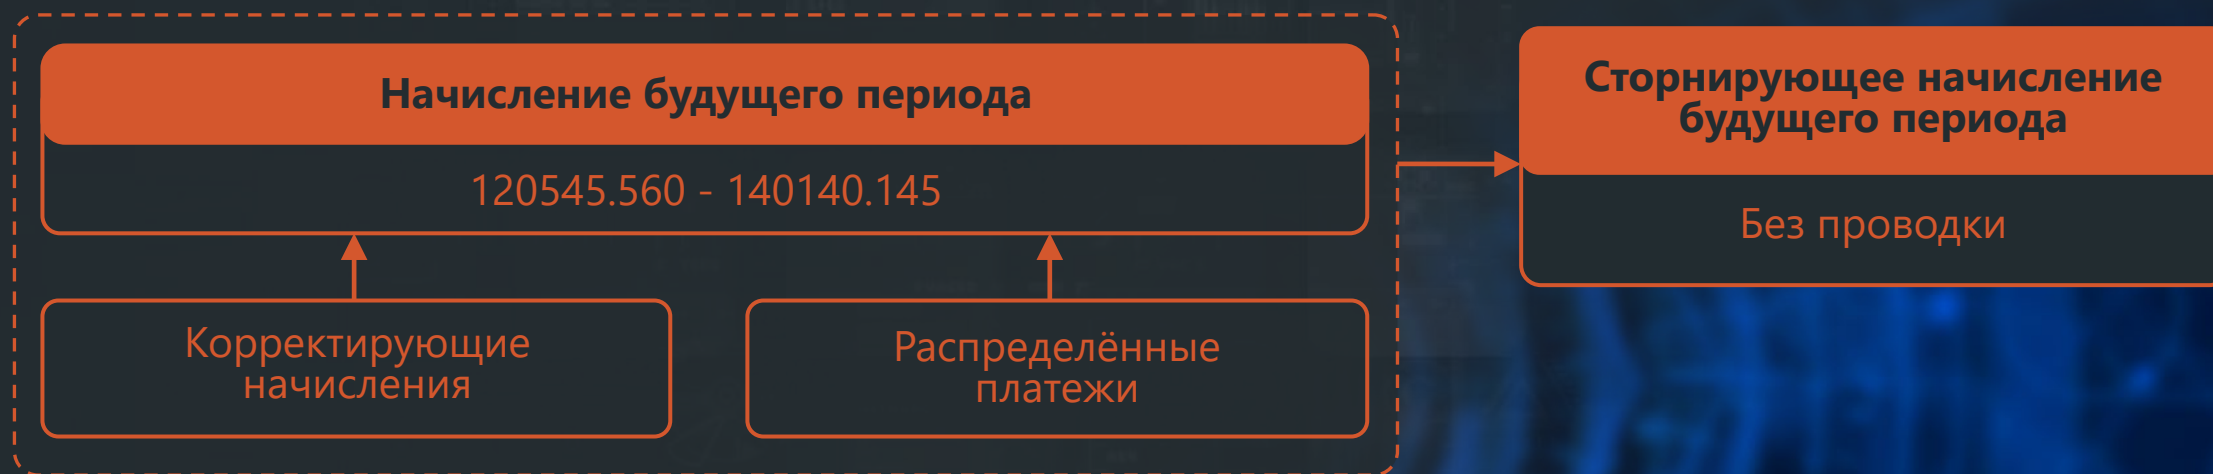 Начисление будущего периода
120545.560 - 140140.145
Корректирующие
начисления
Распределённые
платежи
Сторнирующее начисление
будущего периода
Без проводки